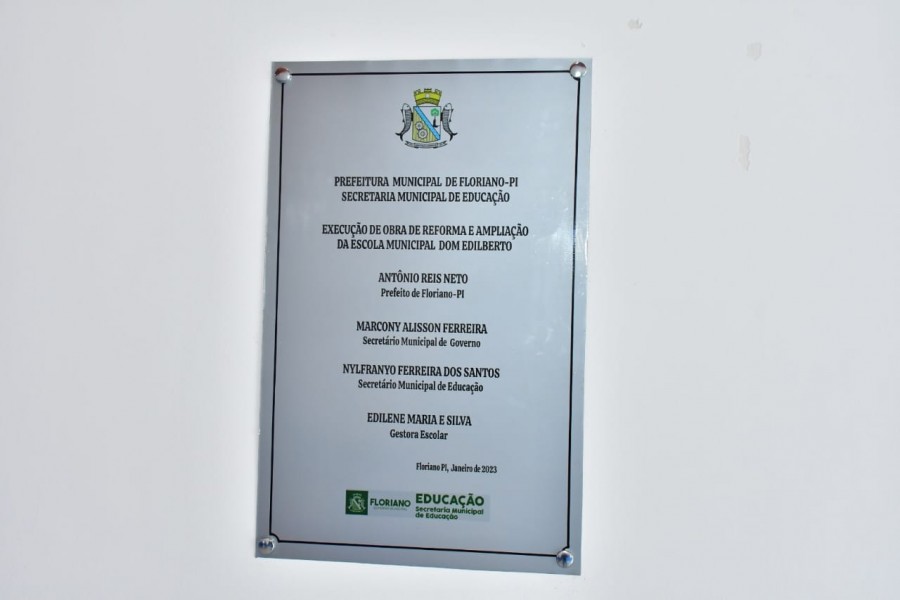 PREFEITURA MUNICIPAL DE FLORIANO-PI
SECRETARIA MUNICIPAL DE EDUCAÇÃO
EXECUÇÃO DE OBRA DE REFORMA E AMPLIAÇÃO
DA ESCOLA MUNICIPAL DOM EDILBERTO
ANTÔNIO REIS NETO
Prefeito de Floriano-PI
MARCONY ALISSON FERREIRA
Secretário Municipal de Governo
NYLFRANYO FERREIRA DOS SANTOS
Secretário Municipal de Educação
EDILENE MARIA E SILVA
Gestora Escolar
Floriano PI, Janeiro de 2023
FLORIANO
EDUCAÇÃO
Secretaria Municipal
de Educação